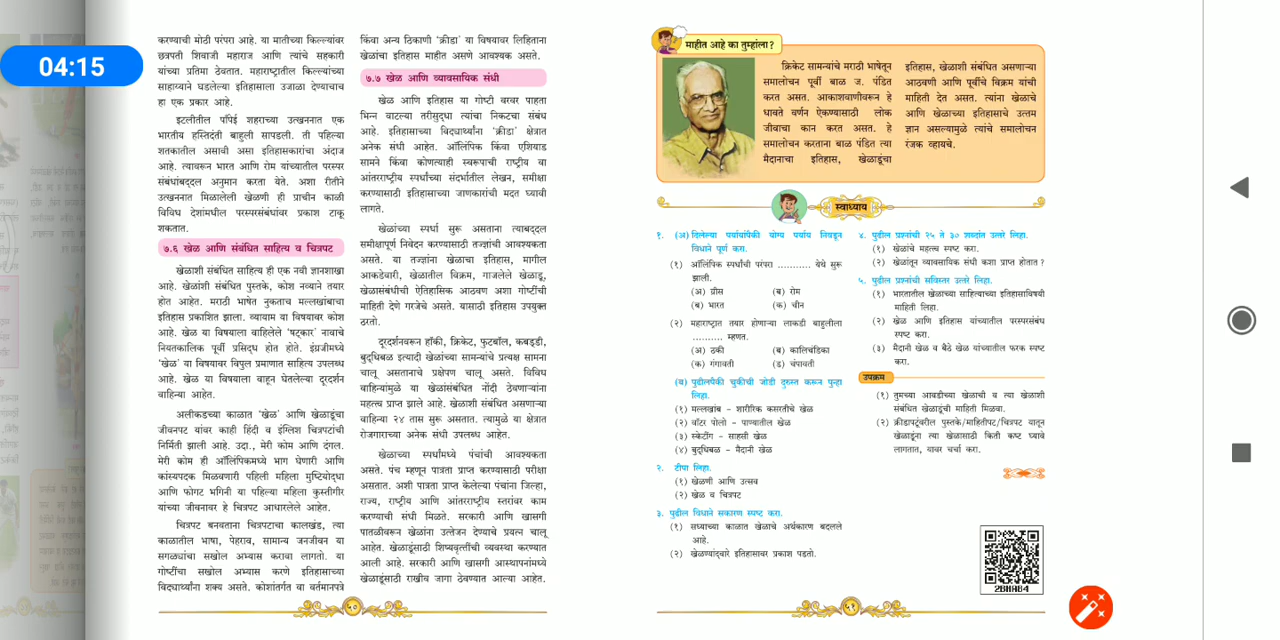 04:15
करण्याची मोठी परंपरा आहे. या मातीच्या किल्ल्यांवर
छत्रपती शिवाजी महाराज आणि त्यांचे सहकारी
यांच्या प्रतिमा ठेवतात. महाराष्ट्रातील किल्ल्यांच्या
साहाय्याने घडलेल्या इतिहासाला उजाळा देण्याचाच
हा एक प्रकार आहे.
इटलीतील पाँपेई शहराच्या उत्खननात एक
भारतीय हस्तिदंती बाहुली सापडली. ती पहिल्या
शतकातील असावी असा इतिहासकारांचा अंदाज
आहे. त्यावरून भारत आणि रोम यांच्यातील परस्पर
संबंधांबद्दल अनुमान करता येते. अशा रीतीने
उत्खननात मिळालेली खेळणी ही प्राचीन काळी
विविध देशांमधील परस्परसंबंधांवर प्रकाश टाकू
शकतात.
७.६ खेळ आणि संबंधित साहित्य व चित्रपट
खेळाशी संबंधित साहित्य ही एक नवी ज्ञानशाखा
आहे. खेळांशी संबंधित पुस्तके, कोश नव्याने तयार
होत आहेत. मराठी भाषेत नुकताच मल्लखांबाचा
इतिहास प्रकाशित झाला. व्यायाम या विषयावर कोश
आहे. खेळ या विषयाला वाहिलेले 'षट्कार' नावाचे
नियतकालिक पूर्वी प्रसिद्ध होत होते. इंग्रजीमध्ये
'खेळ' या विषयावर विपुल प्रमाणात साहित्य उपलब्ध
आहे. खेळ या विषयाला वाहून घेतलेल्या दूरदर्शन
वाहिन्या आहेत.
अलीकडच्या काळात 'खेळ' आणि खेळाडूंचा
जीवनपट यांवर काही हिंदी व इंग्लिश चित्रपटांची
निर्मिती झाली आहे. उदा., मेरी कोम आणि दंगल.
मेरी कोम ही ऑलिंपिकमध्ये भाग घेणारी आणि
कांस्यपदक मिळवणारी पहिली महिला मुष्टियोद्धा
आणि फोगट भगिनी या पहिल्या महिला कुस्तीगीर
यांच्या जीवनावर हे चित्रपट आधारलेले आहेत.
चित्रपट बनवताना चित्रपटाचा कालखंड, त्या
काळातील भाषा, पेहराव, सामान्य जनजीवन या
सगळ्यांचा सखोल अभ्यास करावा लागतो. या
गोष्टींचा सखोल अभ्यास करणे इतिहासाच्या
विद्यार्थ्यांना शक्य असते. कोशांतर्गत वा वर्तमानपत्रे
किंवा अन्य ठिकाणी 'क्रीडा' या विषयावर लिहिताना
खेळांचा इतिहास माहीत असणे आवश्यक असते.
७.७ खेळ आणि व्यावसायिक संधी
खेळ आणि इतिहास या गोष्टी वरवर पाहता
भिन्न वाटल्या तरीसुद्धा त्यांचा निकटचा संबंध
आहे. इतिहासाच्या विद्यार्थ्यांना 'क्रीडा' क्षेत्रात
अनेक संधी आहेत. ऑलिंपिक किंवा एशियाड
सामने किंवा कोणत्याही स्वरूपाची राष्ट्रीय वा
आंतरराष्ट्रीय स्पर्धांच्या संदर्भातील लेखन, समीक्षा
करण्यासाठी इतिहासाच्या जाणकारांची मदत घ्यावी
लागते.
खेळांच्या स्पर्धा सुरू असताना त्याबद्दल
समीक्षापूर्ण निवेदन करण्यासाठी तज्ज्ञांची आवश्यकता
असते. या तज्ज्ञांना खेळाचा इतिहास, मागील
आकडेवारी, खेळातील विक्रम, गाजलेले खेळाडू,
खेळासंबंधीची ऐतिहासिक आठवण अशा गोष्टींची
माहिती देणे गरजेचे असते. यासाठी इतिहास उपयुक्त
ठरतो.
दूरदर्शनवरून हॉकी, क्रिकेट, फुटबॉल, कबड्डी,
बुद्धिबळ इत्यादी खेळांच्या सामन्यांचे प्रत्यक्ष सामना
चालू असतानाचे प्रक्षेपण चालू असते. विविध
वाहिन्यांमुळे या खेळांसंबंधित नोंदी ठेवणाऱ्यांना
महत्त्व प्राप्त झाले आहे. खेळाशी संबंधित असणाऱ्या
वाहिन्या २४ तास सुरू असतात. त्यामुळे या क्षेत्रात
रोजगाराच्या अनेक संधी उपलब्ध आहेत.
खेळाच्या स्पर्धांमध्ये पंचांची आवश्यकता
असते. पंच म्हणून पात्रता प्राप्त करण्यासाठी परीक्षा
असतात. अशी पात्रता प्राप्त केलेल्या पंचांना जिल्हा,
राज्य, राष्ट्रीय आणि आंतरराष्ट्रीय स्तरांवर काम
करण्याची संधी मिळते. सरकारी आणि खासगी
पातळीवरून खेळांना उत्तेजन देण्याचे प्रयत्न चालू
आहेत. खेळाडूंसाठी शिष्यवृत्तींची व्यवस्था करण्यात
आली आहे. सरकारी आणि खासगी आस्थापनांमध्ये
खेळाडूंसाठी राखीव जागा ठेवण्यात आल्या आहेत.
माहीत आहे का तुम्हांला?
क्रिकेट सामन्यांचे मराठी भाषेतून
समालोचन पूर्वी बाळ ज. पंडित
करत असत. आकाशवाणीवरून हे
धावते वर्णन ऐकण्यासाठी लोक
जीवाचा कान करत असत. हे
समालोचन करताना बाळ पंडित त्या
मैदानाचा इतिहास, खेळाडूंचा
इतिहास, खेळाशी संबंधित असणाऱ्या
आठवणी आणि पूर्वीचे विक्रम यांची
माहिती देत असत. त्यांना खेळाचे
आणि खेळाच्या इतिहासाचे उत्तम
ज्ञान असल्यामुळे त्यांचे समालोचन
रंजक व्हायचे.
स्वाध्याय
१. (अ) दिलेल्या पर्यायांपैकी योग्य पर्याय निवडून
विधाने पूर्ण करा.
(१) ऑलिंपिक स्पर्धांची परंपरा ........... येथे सुरू
झाली.
(अ) ग्रीस (ब) रोम
(ब) भारत (क) चीन
(२) महाराष्ट्रात तयार होणाऱ्या लाकडी बाहुलीला
.......... म्हणत.
(अ) ठकी (ब) कालिचंडिका
(क) गंगावती (ड) चंपावती
(ब) पुढीलपैकी चुकीची जोडी दुरुस्त करून पुन्हा
लिहा.
(१) मल्लखांब – शारीरिक कसरतीचे खेळ
(२) वॉटर पोलो – पाण्यातील खेळ
(३) स्केटिंग – साहसी खेळ
(४) बुद्धिबळ – मैदानी खेळ
२. टीपा लिहा.
(१) खेळणी आणि उत्सव
(२) खेळ व चित्रपट
३. पुढील विधाने सकारण स्पष्ट करा.
(१) सध्याच्या काळात खेळाचे अर्थकारण बदलले
आहे.
(२) खेळण्यांद्वारे इतिहासावर प्रकाश पडतो.
४. पुढील प्रश्नांची २५ ते ३० शब्दांत उत्तरे लिहा.
(१) खेळांचे महत्त्व स्पष्ट करा.
(२) खेळांतून व्यावसायिक संधी कशा प्राप्त होतात?
५. पुढील प्रश्नांची सविस्तर उत्तरे लिहा.
(१) भारतातील खेळाच्या साहित्याच्या इतिहासाविषयी
माहिती लिहा.
(२) खेळ आणि इतिहास यांच्यातील परस्परसंबंध
स्पष्ट करा.
(३) मैदानी खेळ व बैठे खेळ यांच्यातील फरक स्पष्ट
करा.
उपक्रम
(१) तुमच्या आवडीच्या खेळाची व त्या खेळाशी
संबंधित खेळाडूंची माहिती मिळवा.
(२) क्रीडापटूंवरील पुस्तके/माहितीपट/चित्रपट यातून
खेळाडूंना त्या खेळासाठी किती कष्ट घ्यावे
लागतात, यावर चर्चा करा.
2BHA64
५०
५१